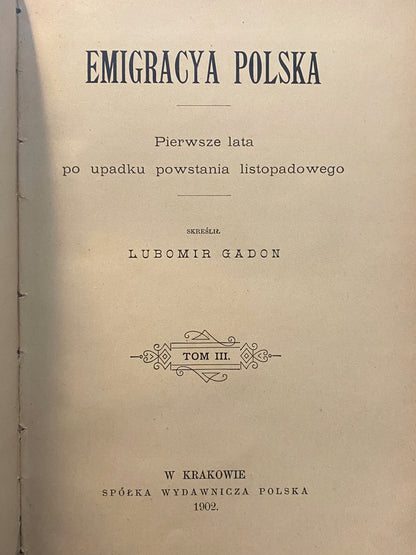 EMIGRACYA POLSKA
Pierwsze lata
po upadku powstania listopadowego
SKREŚLIŁ
LUBOMIR GADON
TOM III.
W KRAKOWIE
SPÓŁKA WYDAWNICZA POLSKA
1902.